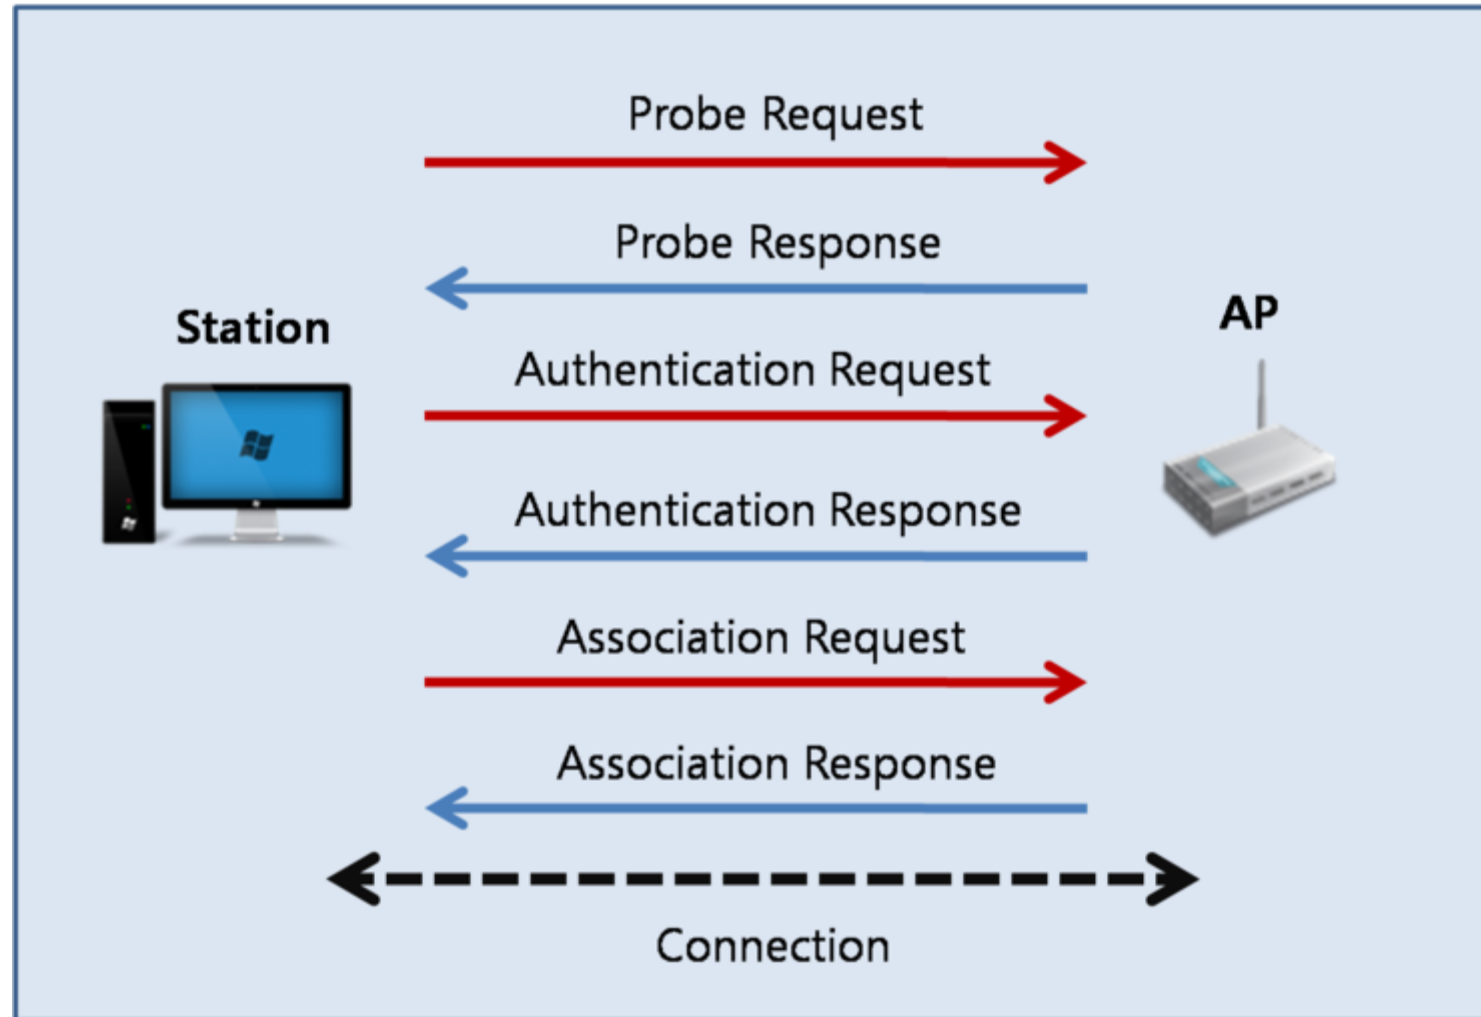 Probe Request
Probe Response
Station
AP
Authentication Request
Authentication Response
Association Request
Association Response
Connection